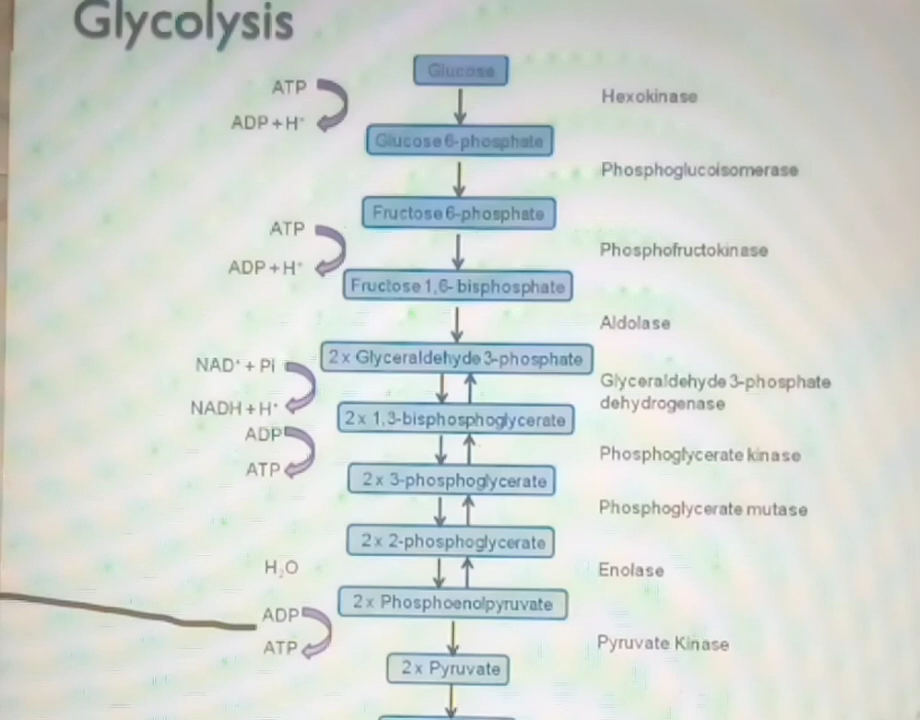 Glycolysis
Glucose
ATP
Hexokinase
ADP + H⁺
Glucose 6-phosphate
Phosphoglucoisomerase
Fructose 6-phosphate
ATP
Phosphofructokinase
ADP + H⁺
Fructose 1,6- bisphosphate
Aldolase
2 x Glyceraldehyde 3-phosphate
NAD⁺ + Pi
Glyceraldehyde 3-phosphate
dehydrogenase
NADH + H⁺
2 x 1,3-bisphosphoglycerate
ADP
Phosphoglycerate kinase
ATP
2 x 3-phosphoglycerate
Phosphoglycerate mutase
2 x 2-phosphoglycerate
H₂O
Enolase
2 x Phosphoenolpyruvate
ADP
Pyruvate Kinase
ATP
2 x Pyruvate